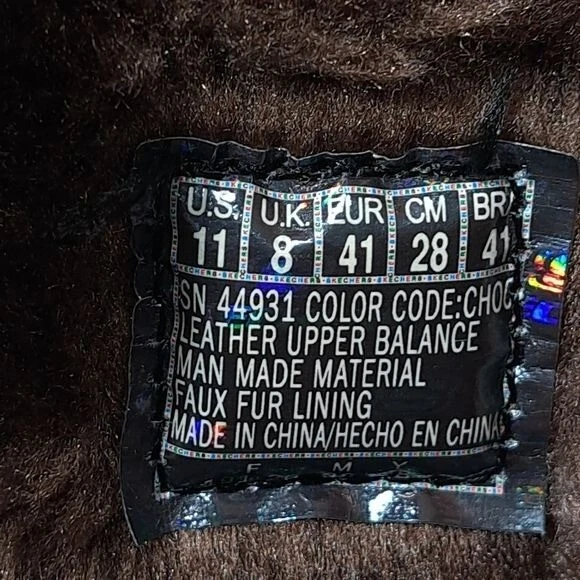 U.S. U.K. EUR CM BRA
11 8 41 28 41
SN 44931 COLOR CODE:CHOC
LEATHER UPPER BALANCE
MAN MADE MATERIAL
FAUX FUR LINING
MADE IN CHINA/HECHO EN CHINA